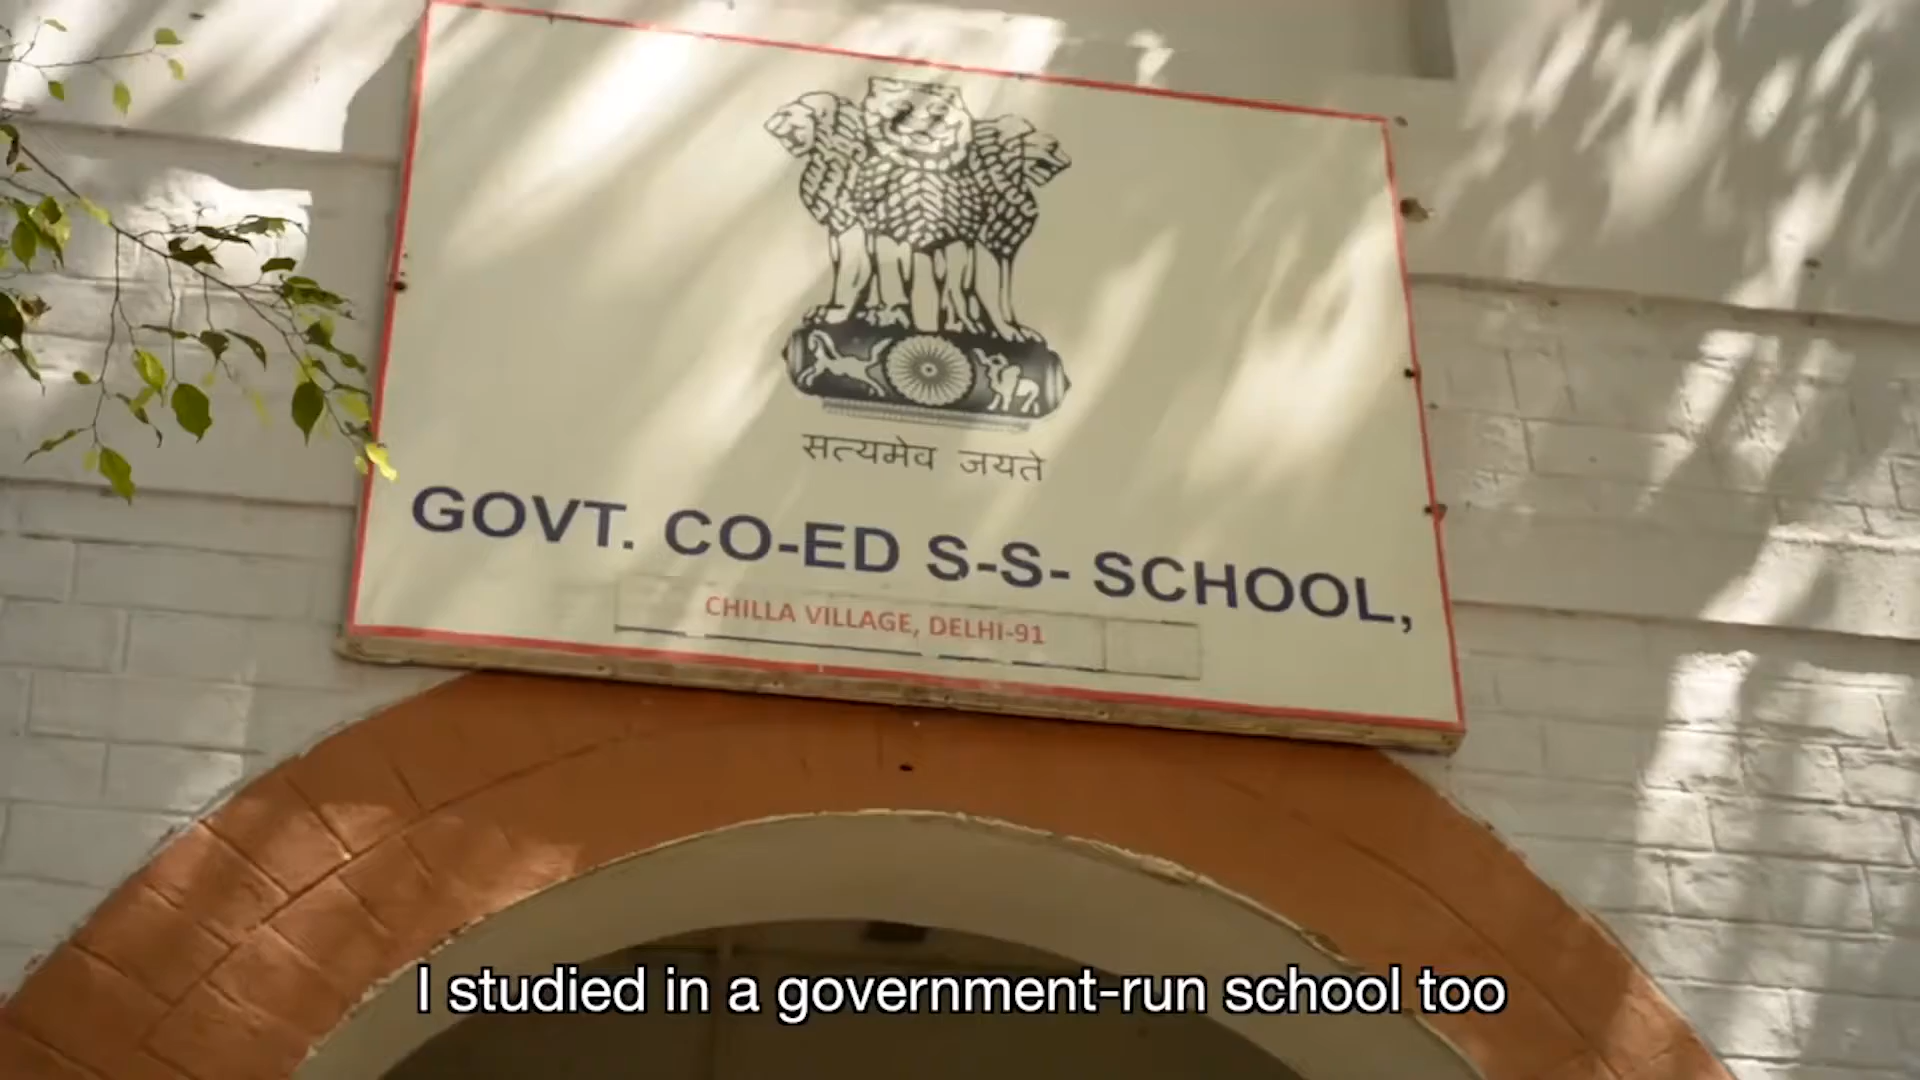 सत्यमेव जयते
GOVT. CO-ED S-S- SCHOOL,
CHILLA VILLAGE, DELHI-91
I studied in a government-run school too